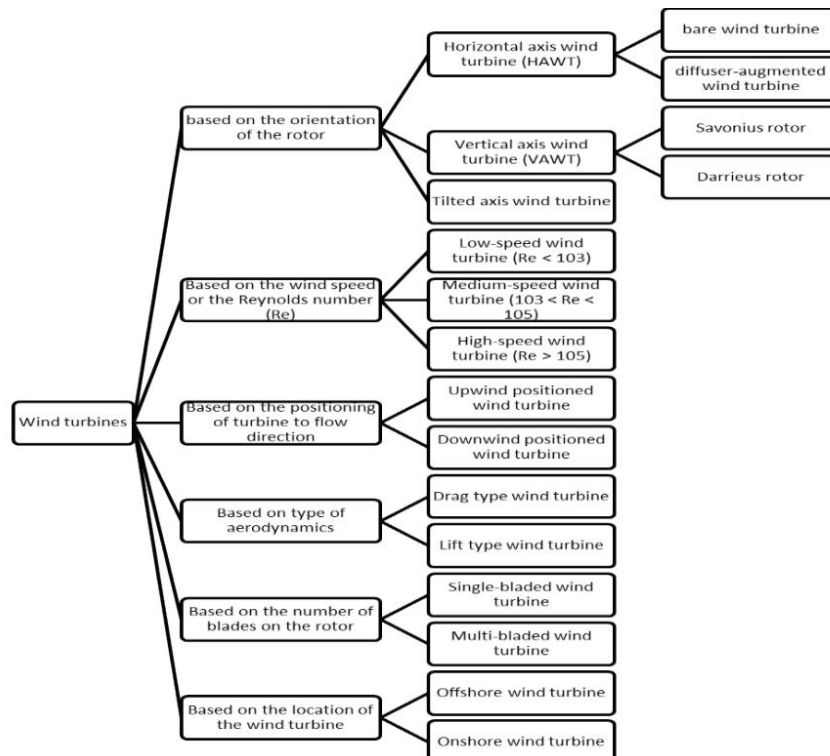 Wind turbines
based on the orientation
of the rotor
Horizontal axis wind
turbine (HAWT)
bare wind turbine
diffuser-augmented
wind turbine
Vertical axis wind
turbine (VAWT)
Savonius rotor
Darrieus rotor
Tilted axis wind turbine
Based on the wind speed
or the Reynolds number
(Re)
Low-speed wind
turbine (Re < 103)
Medium-speed wind
turbine (103 < Re <
105)
High-speed wind
turbine (Re > 105)
Based on the positioning
of turbine to flow
direction
Upwind positioned
wind turbine
Downwind positioned
wind turbine
Based on type of
aerodynamics
Drag type wind turbine
Lift type wind turbine
Based on the number of
blades on the rotor
Single-bladed wind
turbine
Multi-bladed wind
turbine
Based on the location of
the wind turbine
Offshore wind turbine
Onshore wind turbine